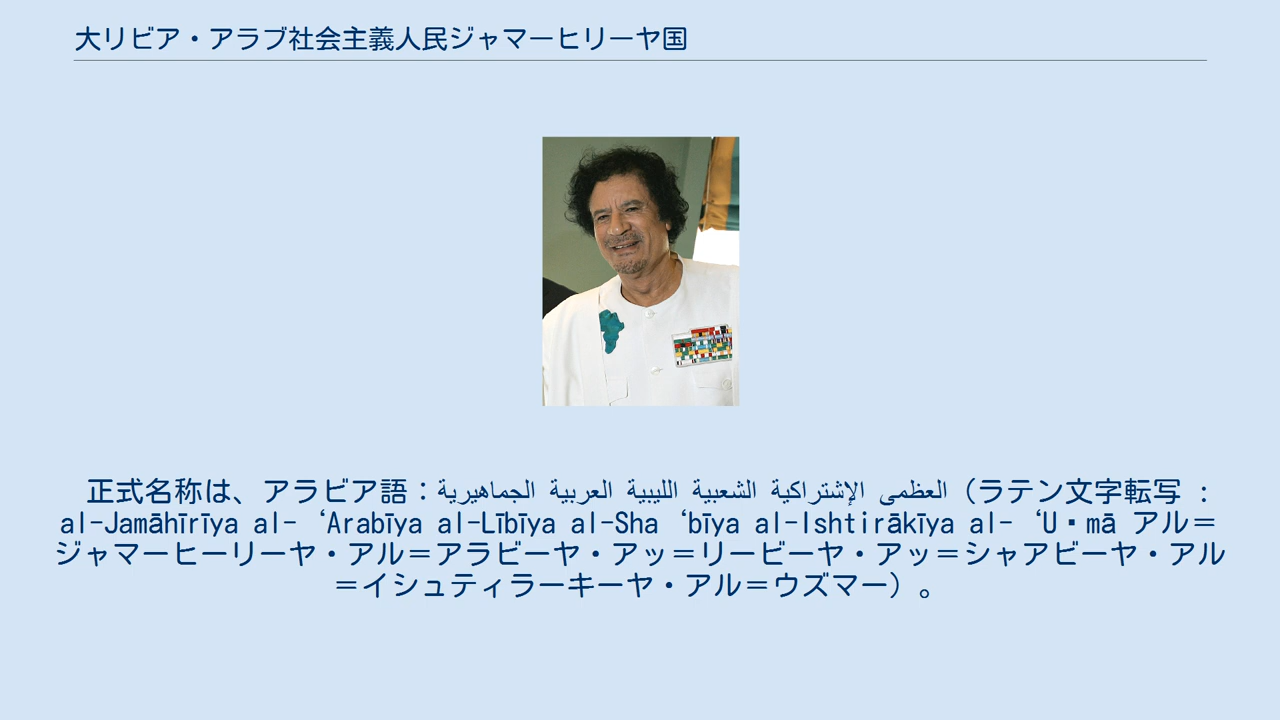 大リビア・アラブ社会主義人民ジャマーヒリーヤ国
正式名称は、アラビア語：الجماهيرية العربية الليبية الشعبية الإشتراكية العظمى（ラテン文字転写 :
al-Jamāhīrīya al-‘Arabīya al-Lībīya al-Sha‘bīya al-Ishtirākīya al-‘U・mā アル＝
ジャマーヒーリーヤ・アル＝アラビーヤ・アッ＝リービーヤ・アッ＝シャアビーヤ・アル
＝イシュティラーキーヤ・アル＝ウズマー）。